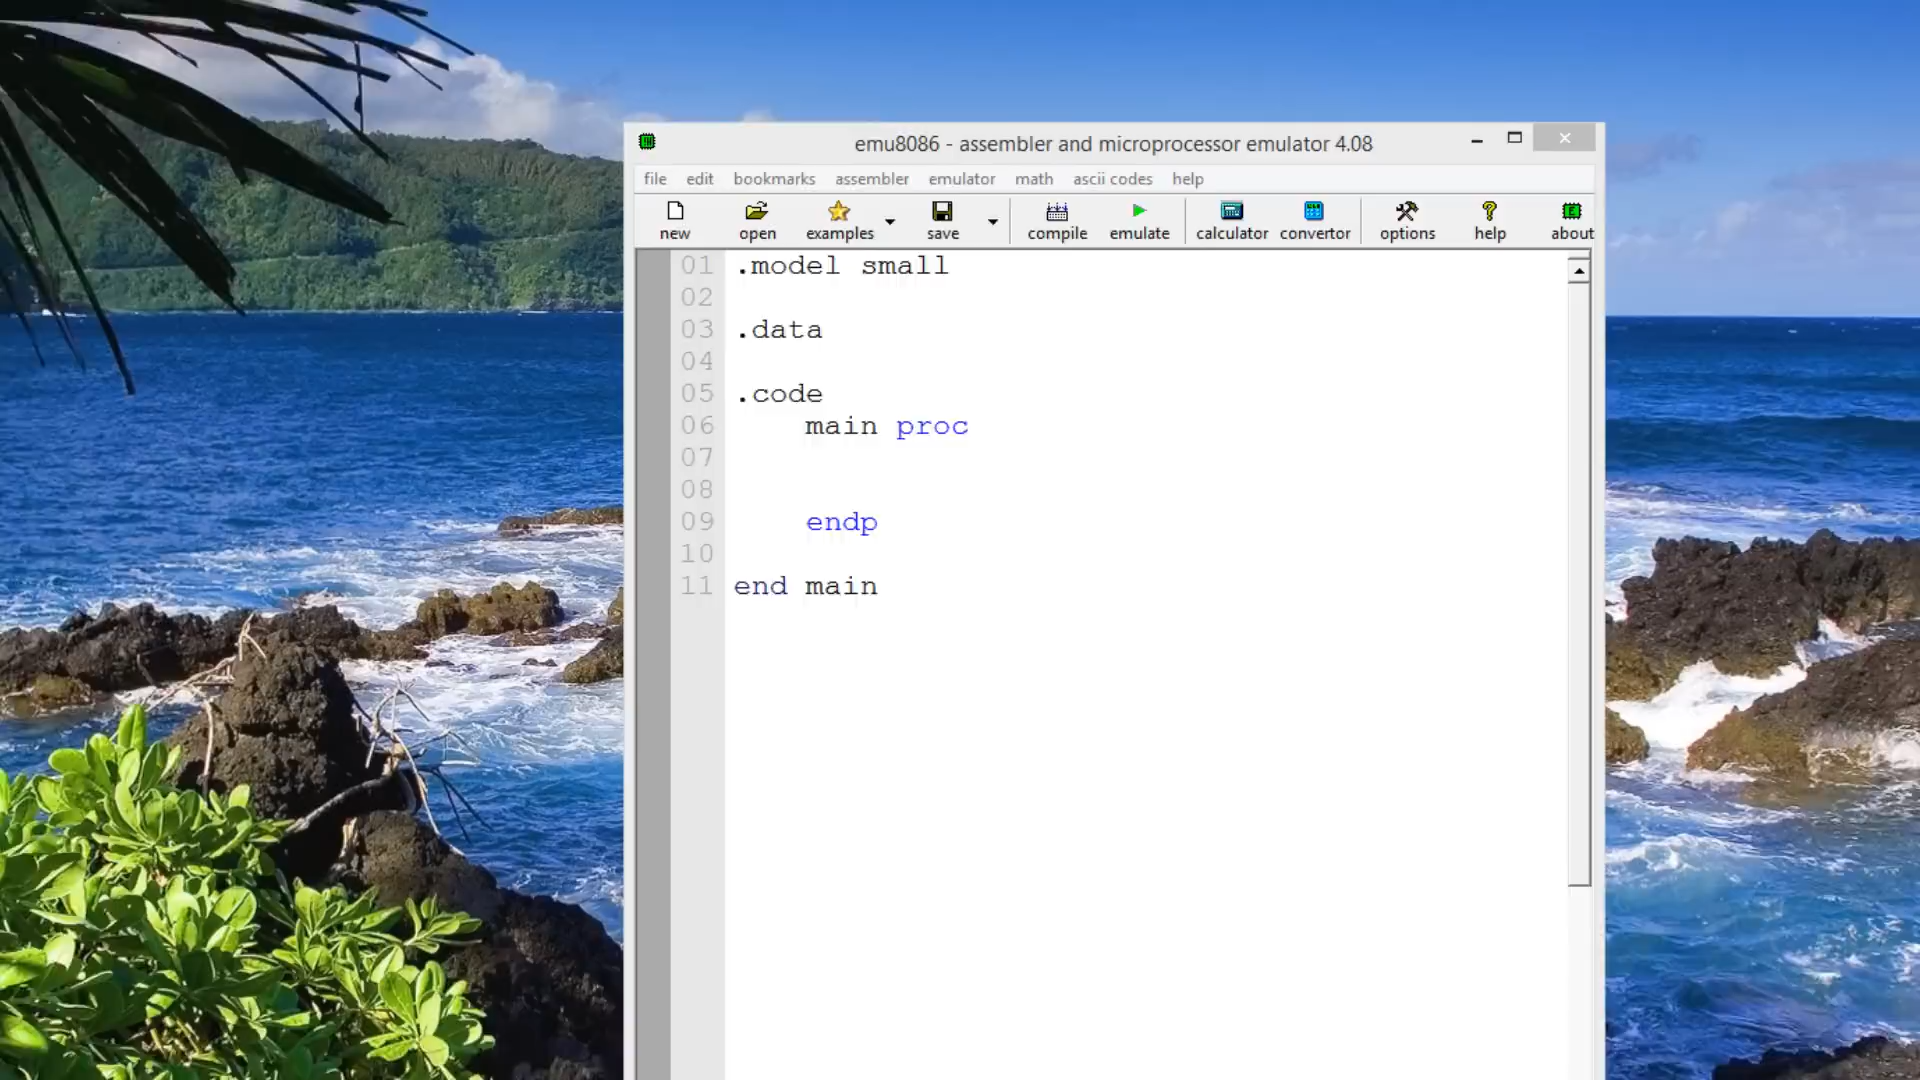 emu8086 - assembler and microprocessor emulator 4.08
file edit bookmarks assembler emulator math ascii codes help
new open examples save compile emulate calculator convertor options help about
01 .model small
02
03 .data
04
05 .code
06 main proc
07
08
09 endp
10
11 end main